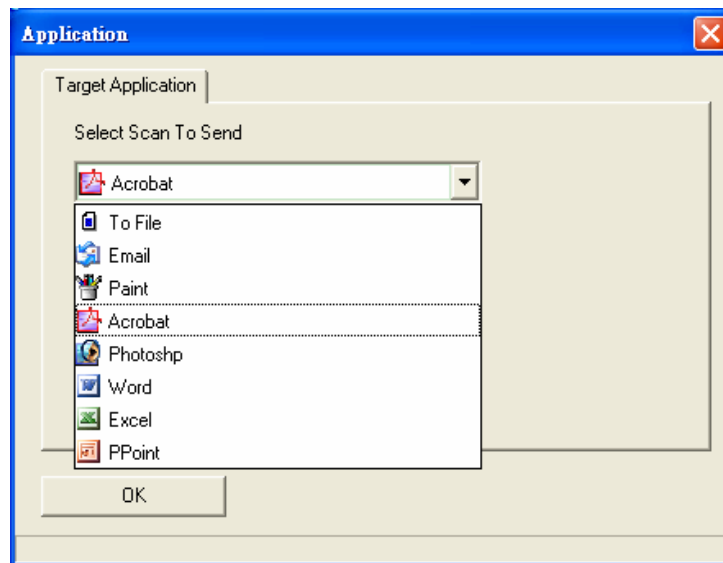 Application
Target Application
Select Scan To Send
Acrobat
To File
Email
Paint
Acrobat
Photoshp
Word
Excel
PPoint
OK